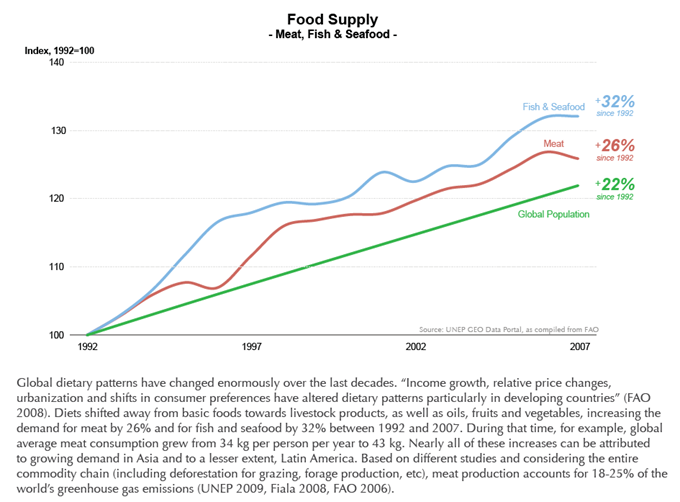 Food Supply
- Meat, Fish & Seafood -
Index, 1992=100
140
130
120
110
100
Fish & Seafood
+32%
since 1992
Meat
+26%
since 1992
+22%
since 1992
Global Population
Source: UNEP GEO Data Portal, as compiled from FAO
1992
1997
2002
2007
Global dietary patterns have changed enormously over the last decades. “Income growth, relative price changes,
urbanization and shifts in consumer preferences have altered dietary patterns particularly in developing countries” (FAO
2008). Diets shifted away from basic foods towards livestock products, as well as oils, fruits and vegetables, increasing the
demand for meat by 26% and for fish and seafood by 32% between 1992 and 2007. During that time, for example, global
average meat consumption grew from 34 kg per person per year to 43 kg. Nearly all of these increases can be attributed
to growing demand in Asia and to a lesser extent, Latin America. Based on different studies and considering the entire
commodity chain (including deforestation for grazing, forage production, etc), meat production accounts for 18-25% of the
world’s greenhouse gas emissions (UNEP 2009, Fiala 2008, FAO 2006).